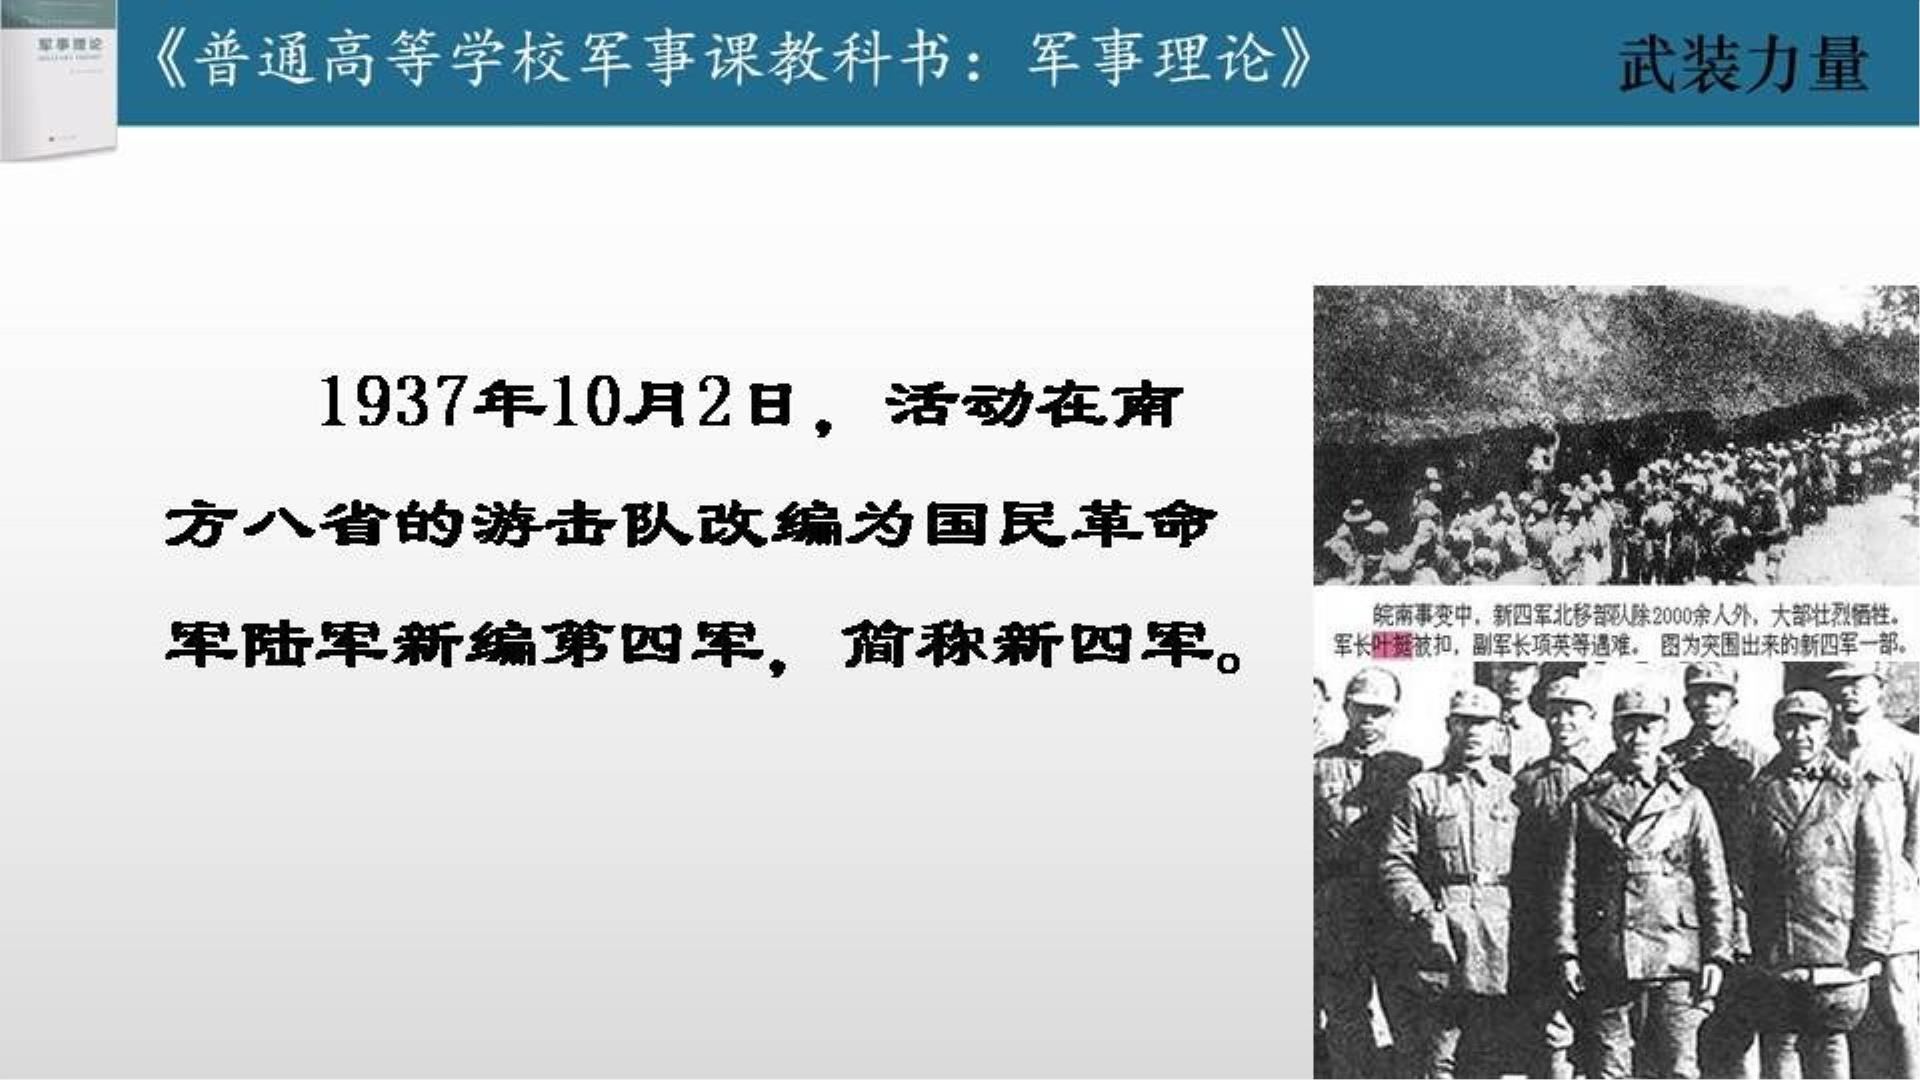 军事理论
《普通高等学校军事课教科书：军事理论》
武装力量
1937年10月2日，活动在南
方八省的游击队改编为国民革命
军陆军新编第四军，简称新四军。
皖南事变中，新四军北移部队除2000余人外，大部壮烈牺牲。
军长叶挺被扣，副军长项英等遇难。 图为突围出来的新四军一部。